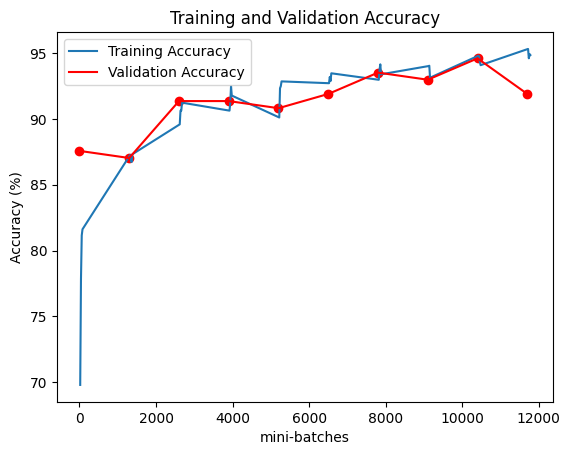 Training and Validation Accuracy
Training Accuracy
Validation Accuracy
Accuracy (%)
95
90
85
80
75
70
0 2000 4000 6000 8000 10000 12000
mini-batches